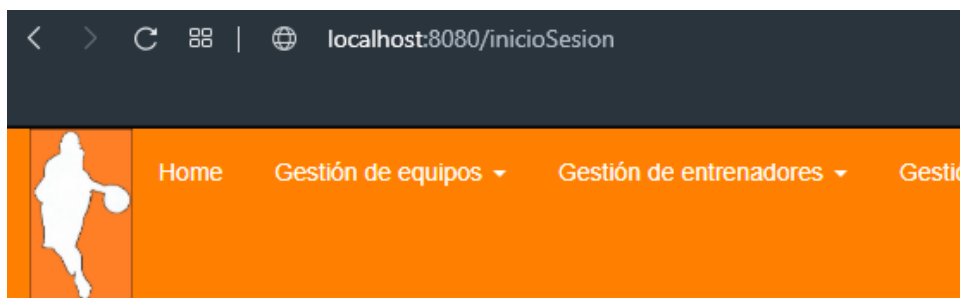 localhost:8080/inicioSesion
Home Gestión de equipos Gestión de entrenadores